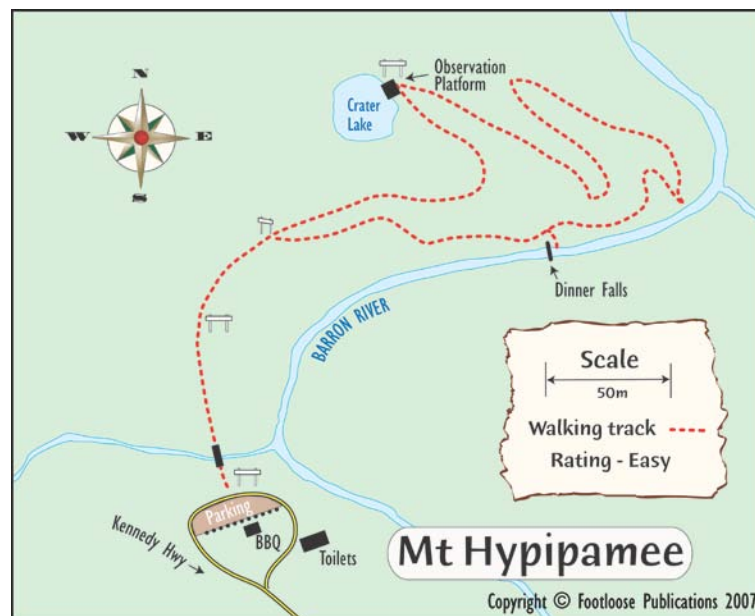 N
W
E
S
Observation
Platform
Crater
Lake
Dinner Falls
BARRON RIVER
Scale
50m
Walking track
Rating - Easy
Parking
BBQ
Toilets
Kennedy Hwy
Mt Hypipamee
Copyright © Footloose Publications 2007